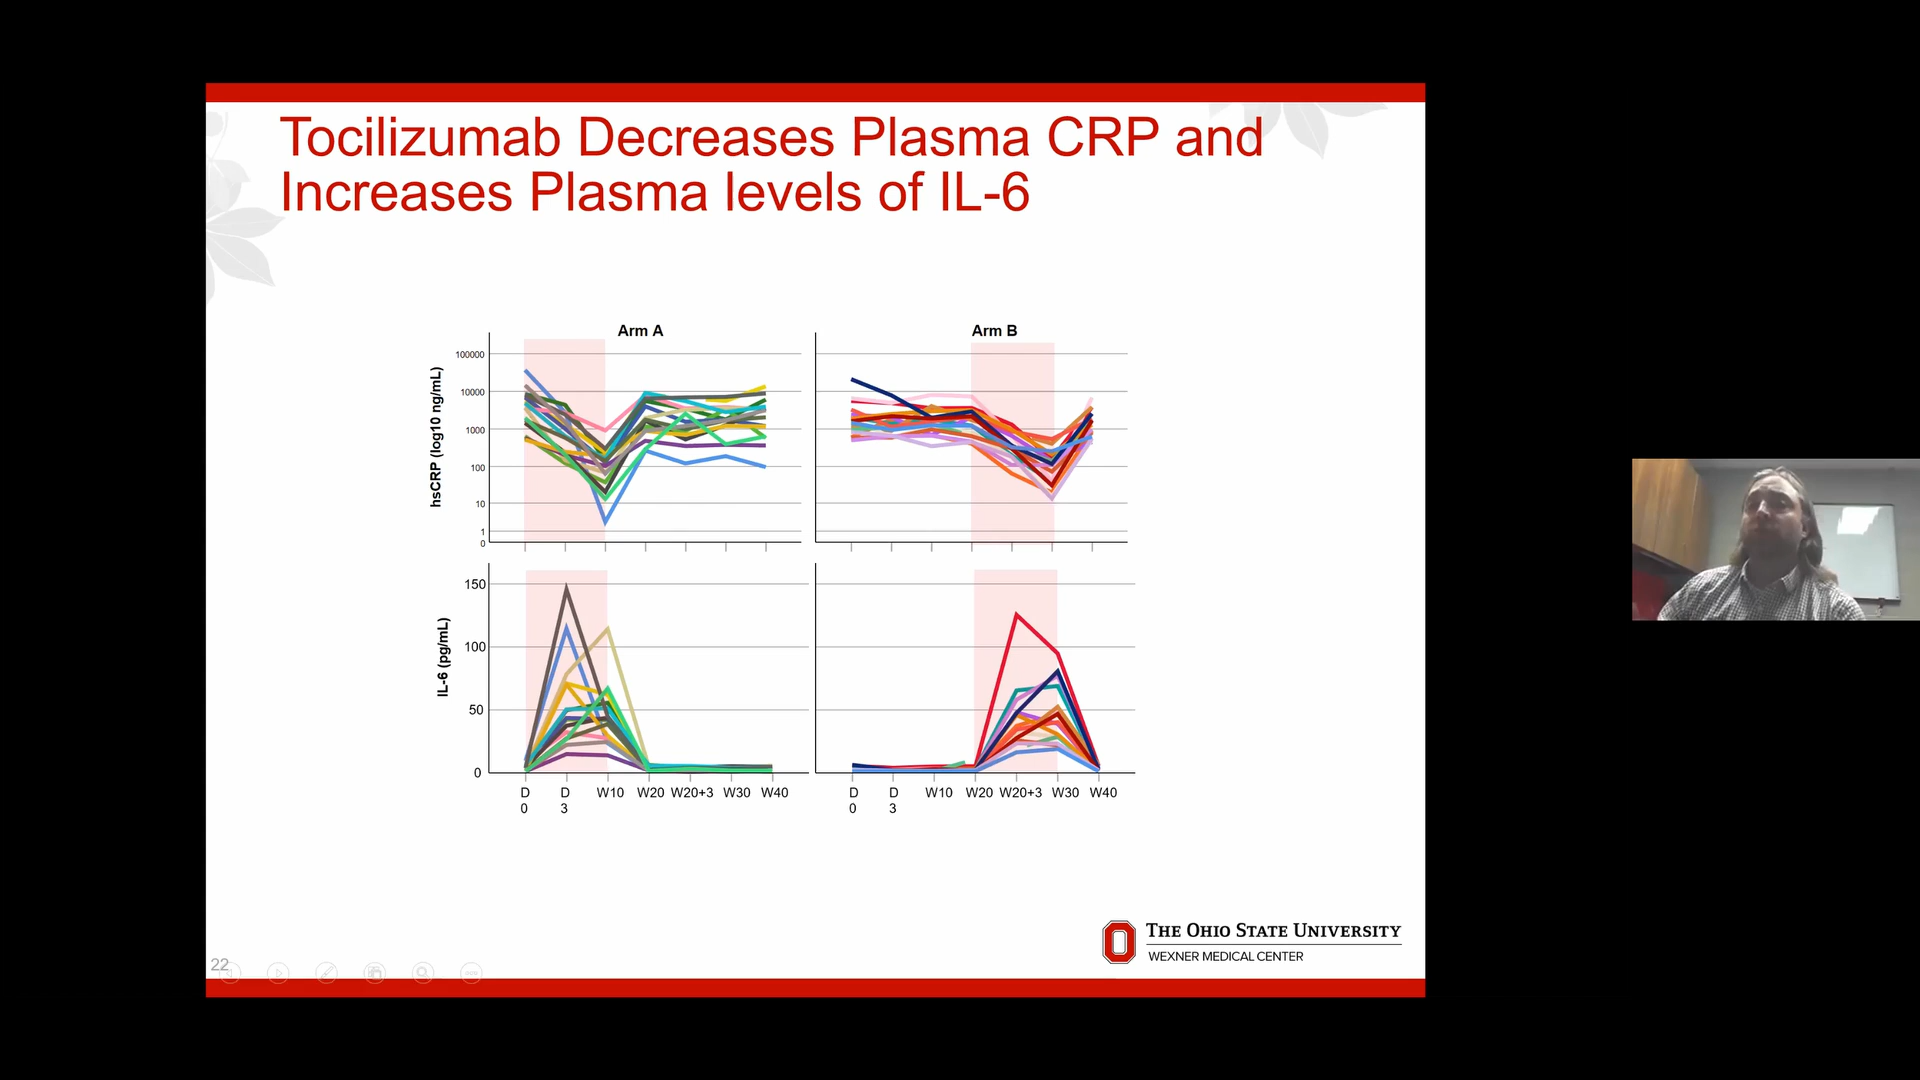 Tocilizumab Decreases Plasma CRP and
Increases Plasma levels of IL-6
Arm A
Arm B
hsCRP (log10 ng/mL)
100000
10000
1000
100
10
1
0
IL-6 (pg/mL)
150
100
50
0
D 0
D 3
W10
W20
W20+3
W30
W40
D 0
D 3
W10
W20
W20+3
W30
W40
THE OHIO STATE UNIVERSITY
WEXNER MEDICAL CENTER
22